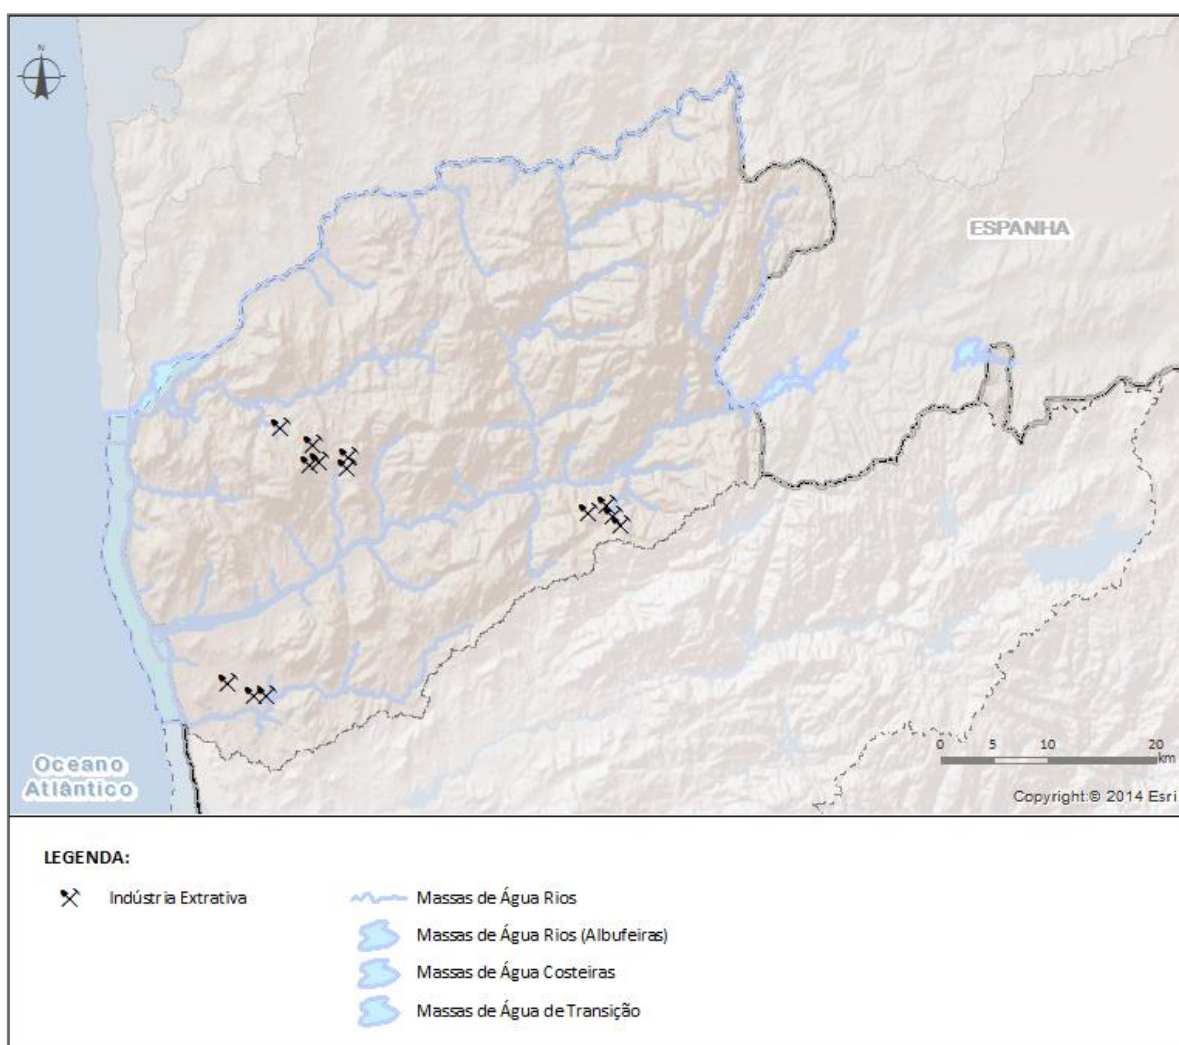 N
ESPANHA
Oceano
Atlântico
0 5 10 20
km
Copyright:© 2014 Esri
LEGENDA:
Indústria Extrativa
Massas de Água Rios
Massas de Água Rios (Albufeiras)
Massas de Água Costeiras
Massas de Água de Transição